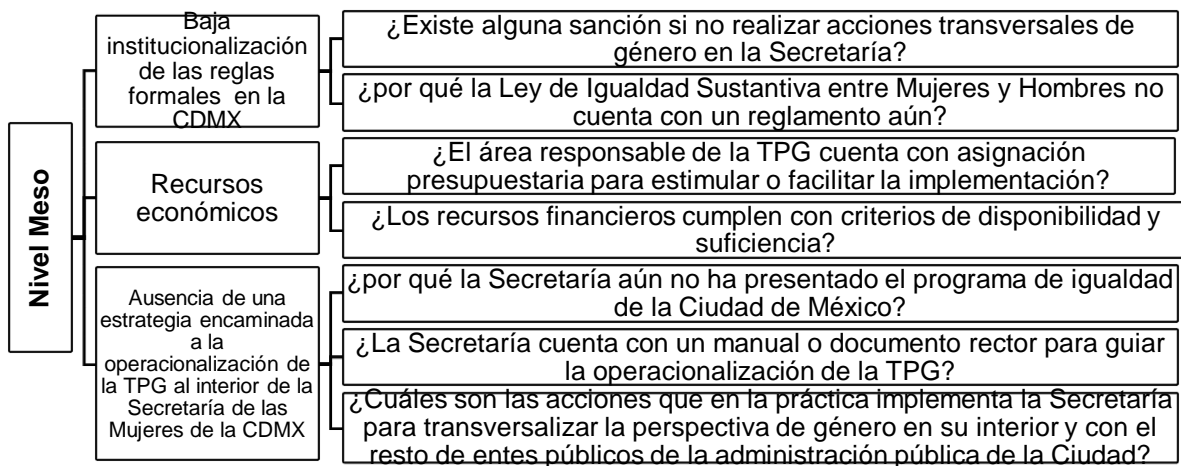 Nivel Meso
Baja
institucionalización
de las reglas
formales en la
CDMX
¿Existe alguna sanción si no realizar acciones transversales de
género en la Secretaría?
¿por qué la Ley de Igualdad Sustantiva entre Mujeres y Hombres no
cuenta con un reglamento aún?
Recursos
económicos
¿El área responsable de la TPG cuenta con asignación
presupuestaria para estimular o facilitar la implementación?
¿Los recursos financieros cumplen con criterios de disponibilidad y
suficiencia?
Ausencia de una
estrategia encaminada
a la
operacionalización de
la TPG al interior de la
Secretaría de las
Mujeres de la CDMX
¿por qué la Secretaría aún no ha presentado el programa de igualdad
de la Ciudad de México?
¿La Secretaría cuenta con un manual o documento rector para guiar
la operacionalización de la TPG?
¿Cuáles son las acciones que en la práctica implementa la Secretaría
para transversalizar la perspectiva de género en su interior y con el
resto de entes públicos de la administración pública de la Ciudad?